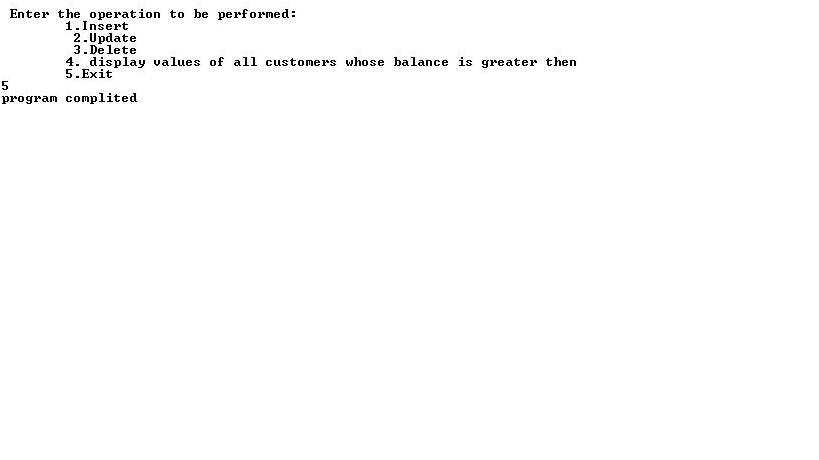 Enter the operation to be performed:
1.Insert
2.Update
3.Delete
4. display values of all customers whose balance is greater then
5.Exit
5
program complited